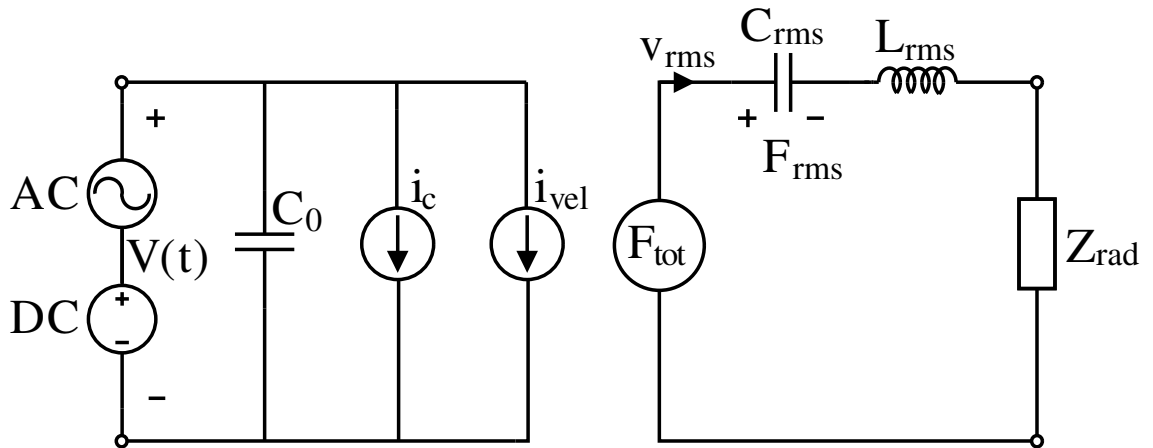 AC
V(t)
DC
+
−
+
−
C0
ic
ivel
Ftot
vrms
Crms
+ −
Frms
Lrms
Zrad